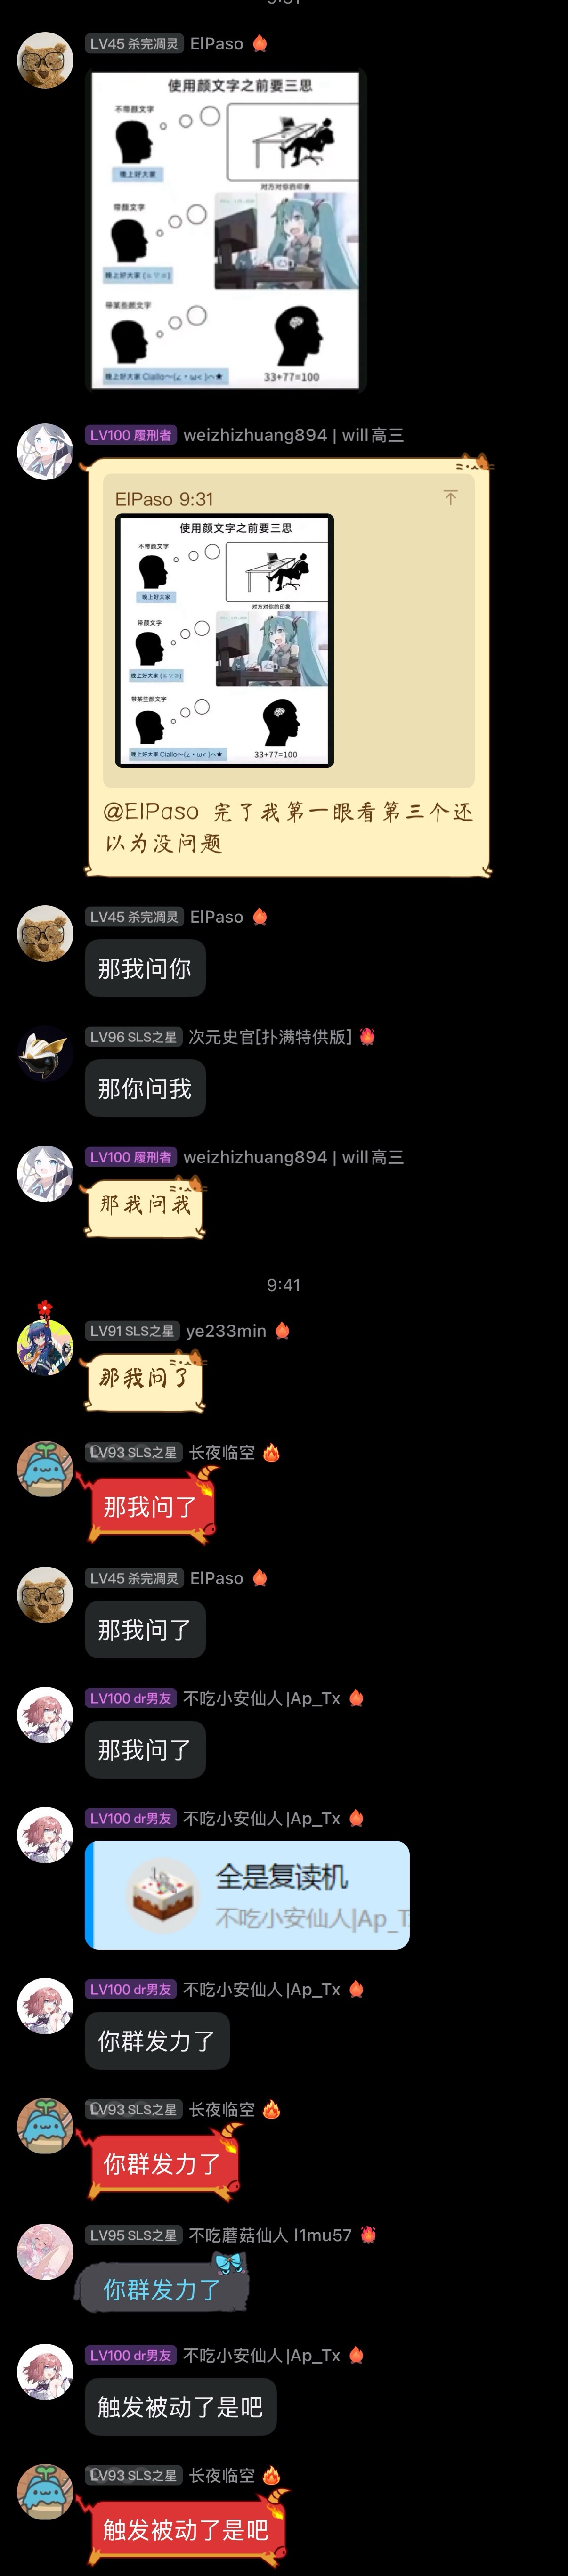 LV45 杀完凋灵 ElPaso
使用颜文字之前要三思
不带颜文字
晚上好大家
对方对你的印象
带颜文字
晚上好大家 (≧▽≦)
带某些颜文字
晚上好大家 Ciallo～(∠・ω< )⌒★
33+77=100
LV100 履刑者 weizhizhuang894 | will高三
ElPaso 9:31
使用颜文字之前要三思
不带颜文字
晚上好大家
对方对你的印象
带颜文字
晚上好大家 (≧▽≦)
带某些颜文字
晚上好大家 Ciallo～(∠・ω< )⌒★
33+77=100
@ElPaso 完了我第一眼看第三个还
以为没问题
LV45 杀完凋灵 ElPaso
那我问你
LV96 SLS之星 次元史官[扑满特供版]
那你问我
LV100 履刑者 weizhizhuang894 | will高三
那我问我
9:41
LV91 SLS之星 ye233min
那我问了
LV93 SLS之星 长夜临空
那我问了
LV45 杀完凋灵 ElPaso
那我问了
LV100 dr男友 不吃小安仙人 |Ap_Tx
那我问了
LV100 dr男友 不吃小安仙人 |Ap_Tx
全是复读机
不吃小安仙人|Ap_T
LV100 dr男友 不吃小安仙人 |Ap_Tx
你群发力了
LV93 SLS之星 长夜临空
你群发力了
LV95 SLS之星 不吃蘑菇仙人 l1mu57
你群发力了
LV100 dr男友 不吃小安仙人 |Ap_Tx
触发被动了是吧
LV93 SLS之星 长夜临空
触发被动了是吧